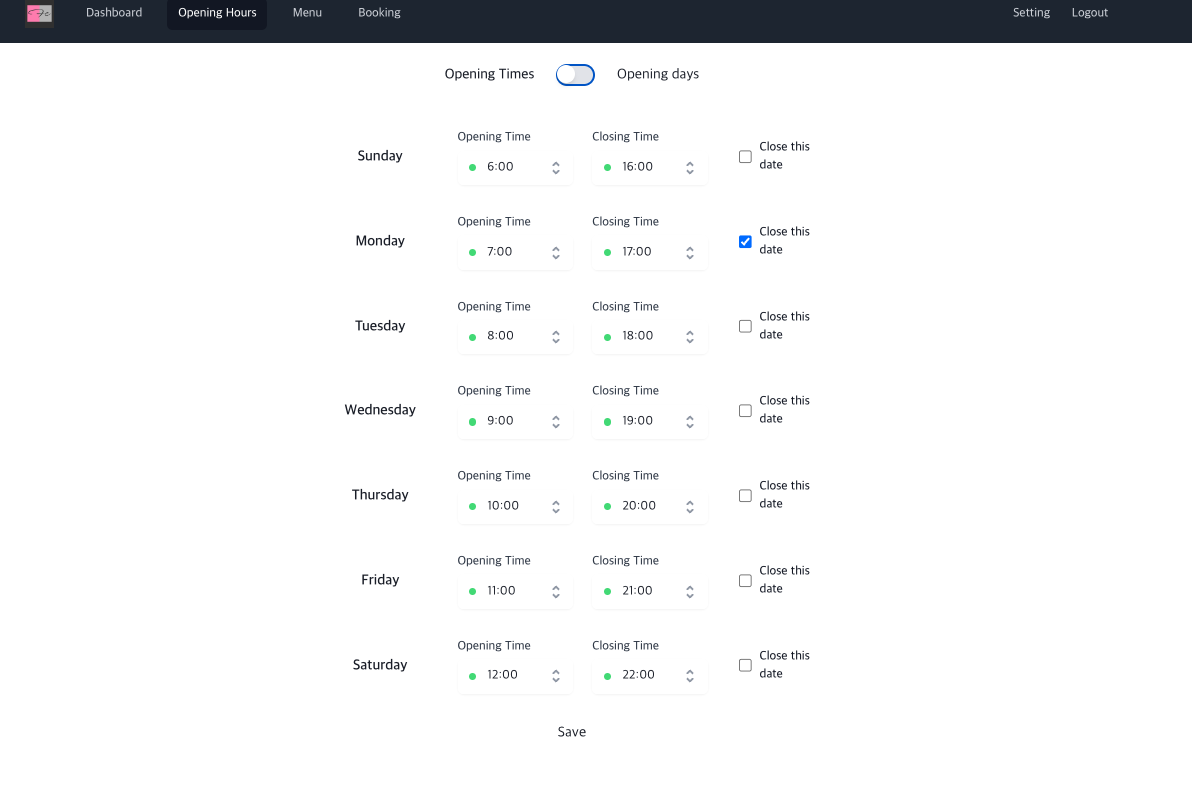 Dashboard Opening Hours Menu Booking Setting Logout
Opening Times Opening days
Opening Time Closing Time
Sunday 6:00 16:00 Close this
date
Opening Time Closing Time
Monday 7:00 17:00 Close this
date
Opening Time Closing Time
Tuesday 8:00 18:00 Close this
date
Opening Time Closing Time
Wednesday 9:00 19:00 Close this
date
Opening Time Closing Time
Thursday 10:00 20:00 Close this
date
Opening Time Closing Time
Friday 11:00 21:00 Close this
date
Opening Time Closing Time
Saturday 12:00 22:00 Close this
date
Save